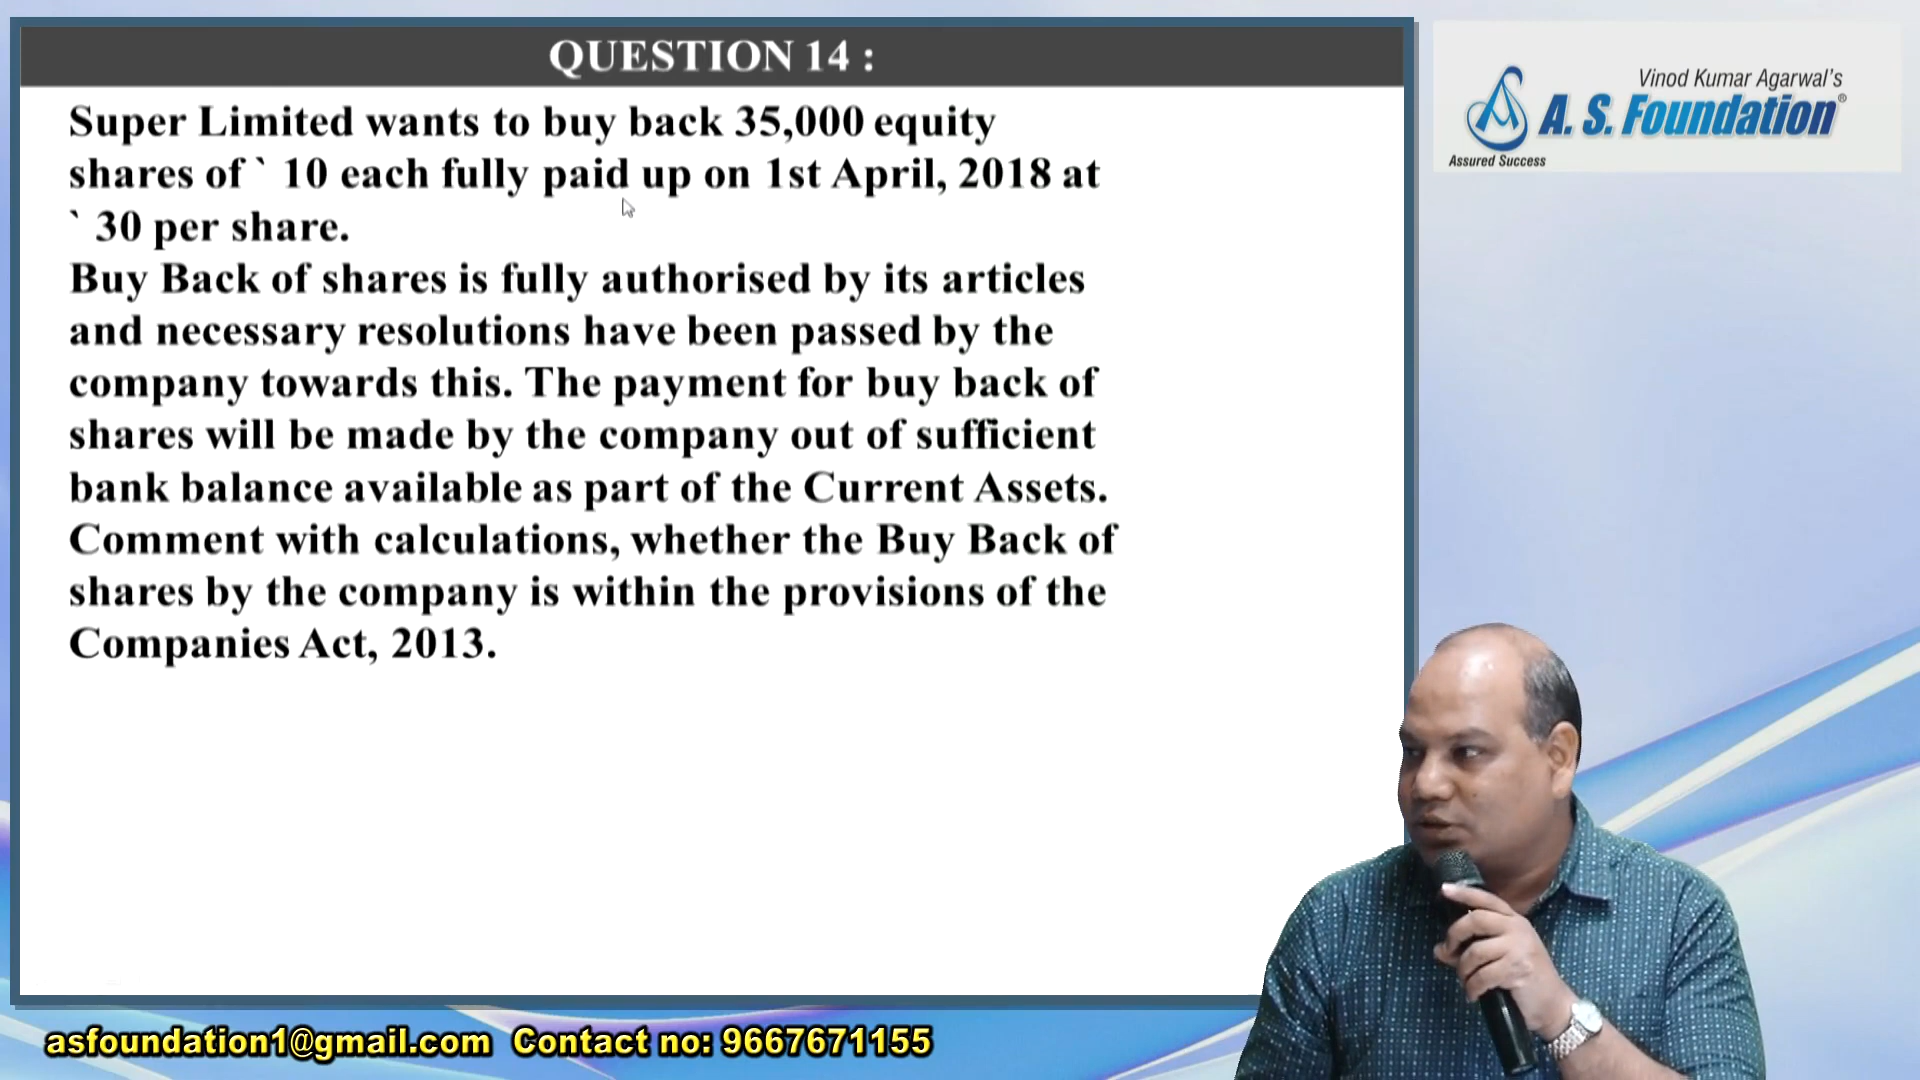 QUESTION 14 :
Super Limited wants to buy back 35,000 equity
shares of ` 10 each fully paid up on 1st April, 2018 at
` 30 per share.
Buy Back of shares is fully authorised by its articles
and necessary resolutions have been passed by the
company towards this. The payment for buy back of
shares will be made by the company out of sufficient
bank balance available as part of the Current Assets.
Comment with calculations, whether the Buy Back of
shares by the company is within the provisions of the
Companies Act, 2013.
Vinod Kumar Agarwal's
A. S. Foundation®
Assured Success
asfoundation1@gmail.com Contact no: 9667671155